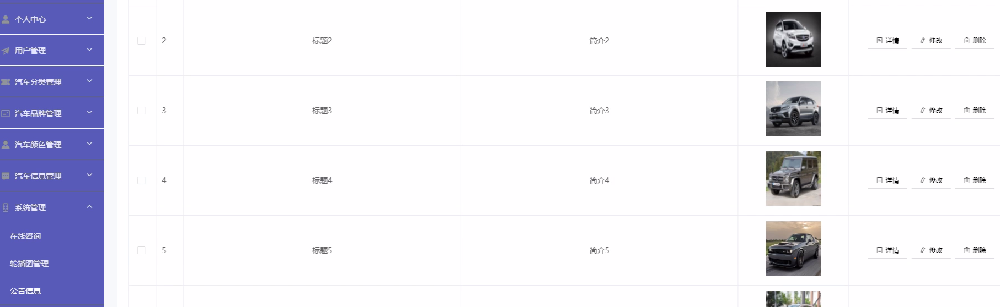 个人中心
用户管理
汽车分类管理
汽车品牌管理
汽车颜色管理
汽车信息管理
系统管理
在线咨询
轮播图管理
公告信息
2 标题2 简介2 详情 修改 删除
3 标题3 简介3 详情 修改 删除
4 标题4 简介4 详情 修改 删除
5 标题5 简介5 详情 修改 删除